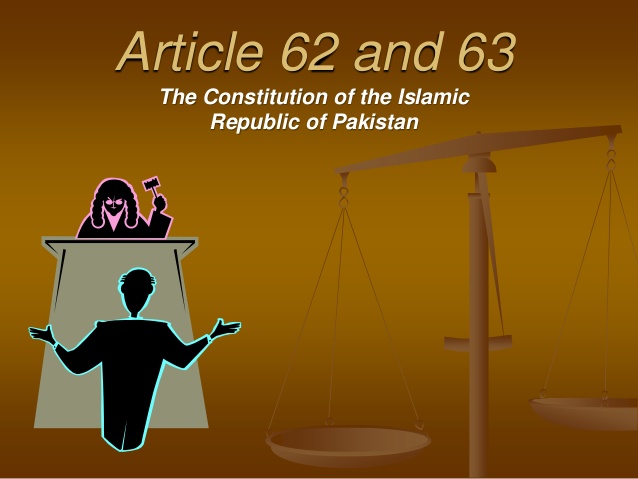 Article 62 and 63
The Constitution of the Islamic
Republic of Pakistan